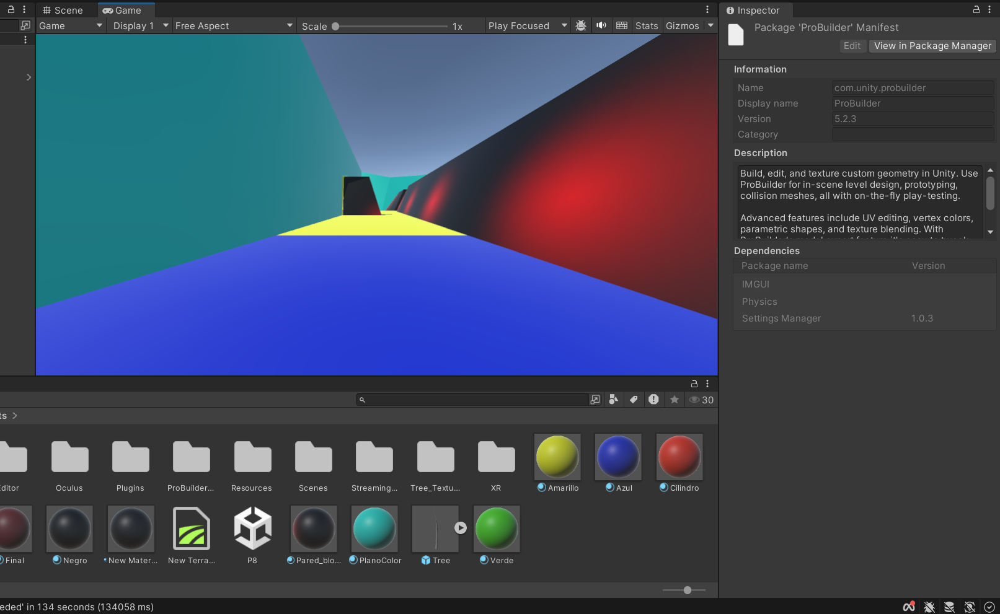 Scene
Game
Inspector
Game
Display 1
Free Aspect
Scale
1x
Play Focused
Stats
Gizmos
Package 'ProBuilder' Manifest
Edit
View in Package Manager
Information
Name
com.unity.probuilder
Display name
ProBuilder
Version
5.2.3
Category
Description
Build, edit, and texture custom geometry in Unity. Use
ProBuilder for in-scene level design, prototyping,
collision meshes, all with on-the-fly play-testing.
Advanced features include UV editing, vertex colors,
parametric shapes, and texture blending. With
Dependencies
Package name
Version
IMGUI
Physics
Settings Manager
1.0.3
30
ts
ditor
Oculus
Plugins
ProBuilder...
Resources
Scenes
Streaming...
Tree_Textu...
XR
Amarillo
Azul
Cilindro
Final
Negro
New Mater...
New Terra...
P8
Pared_blo...
PlanoColor
Tree
Verde
eded' in 134 seconds (134058 ms)